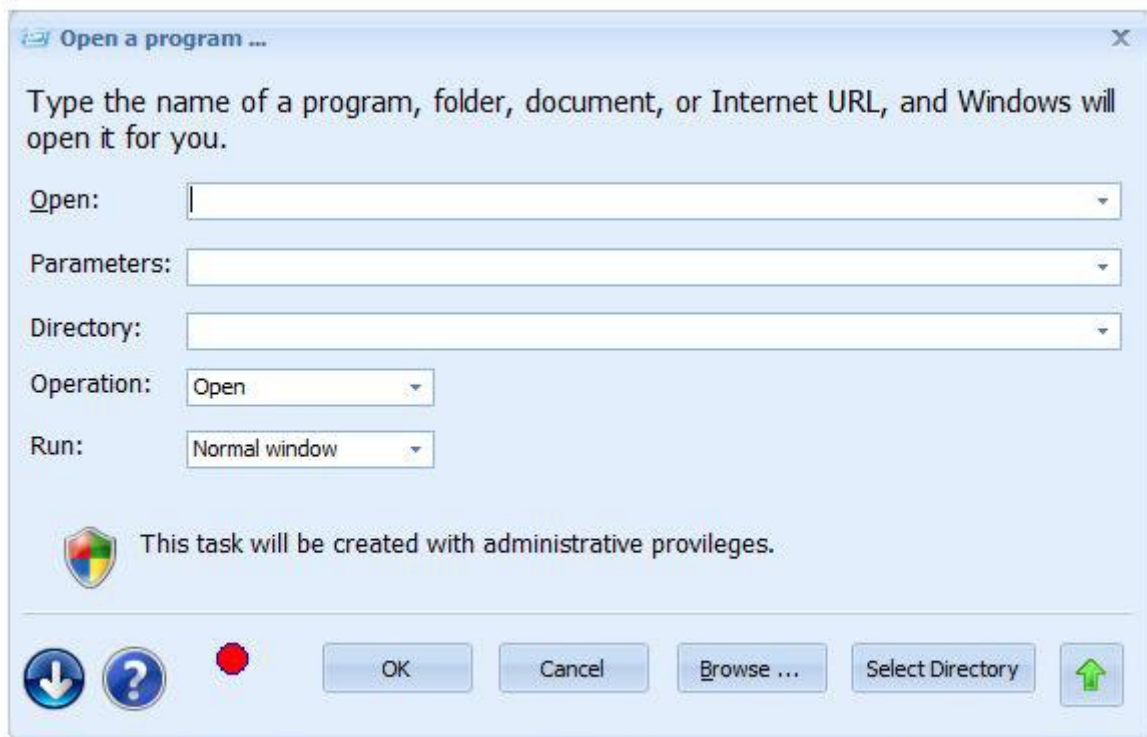 Open a program ...
Type the name of a program, folder, document, or Internet URL, and Windows will
open it for you.
Open:
Parameters:
Directory:
Operation: Open
Run: Normal window
This task will be created with administrative provileges.
OK Cancel Browse ... Select Directory